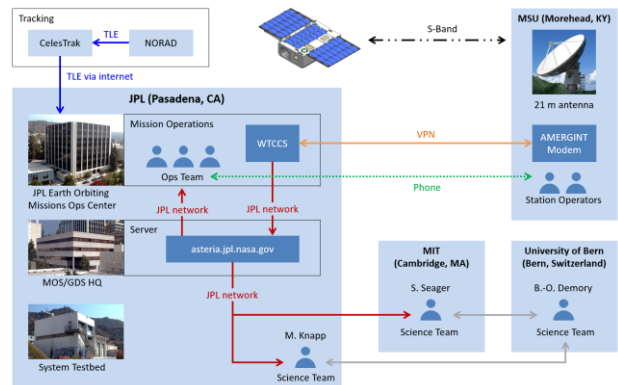 Tracking
CelesTrak
TLE
NORAD
TLE via internet
S-Band
MSU (Morehead, KY)
21 m antenna
AMERGINT
Modem
Station Operators
JPL (Pasadena, CA)
Mission Operations
Ops Team
WTCCS
VPN
Phone
JPL Earth Orbiting
Missions Ops Center
JPL network
JPL network
Server
asteria.jpl.nasa.gov
MOS/GDS HQ
JPL network
System Testbed
M. Knapp
Science Team
MIT
(Cambridge, MA)
S. Seager
Science Team
University of Bern
(Bern, Switzerland)
B.-O. Demory
Science Team